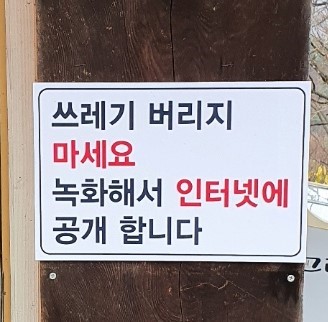 쓰레기 버리지
마세요
녹화해서 인터넷에
공개 합니다